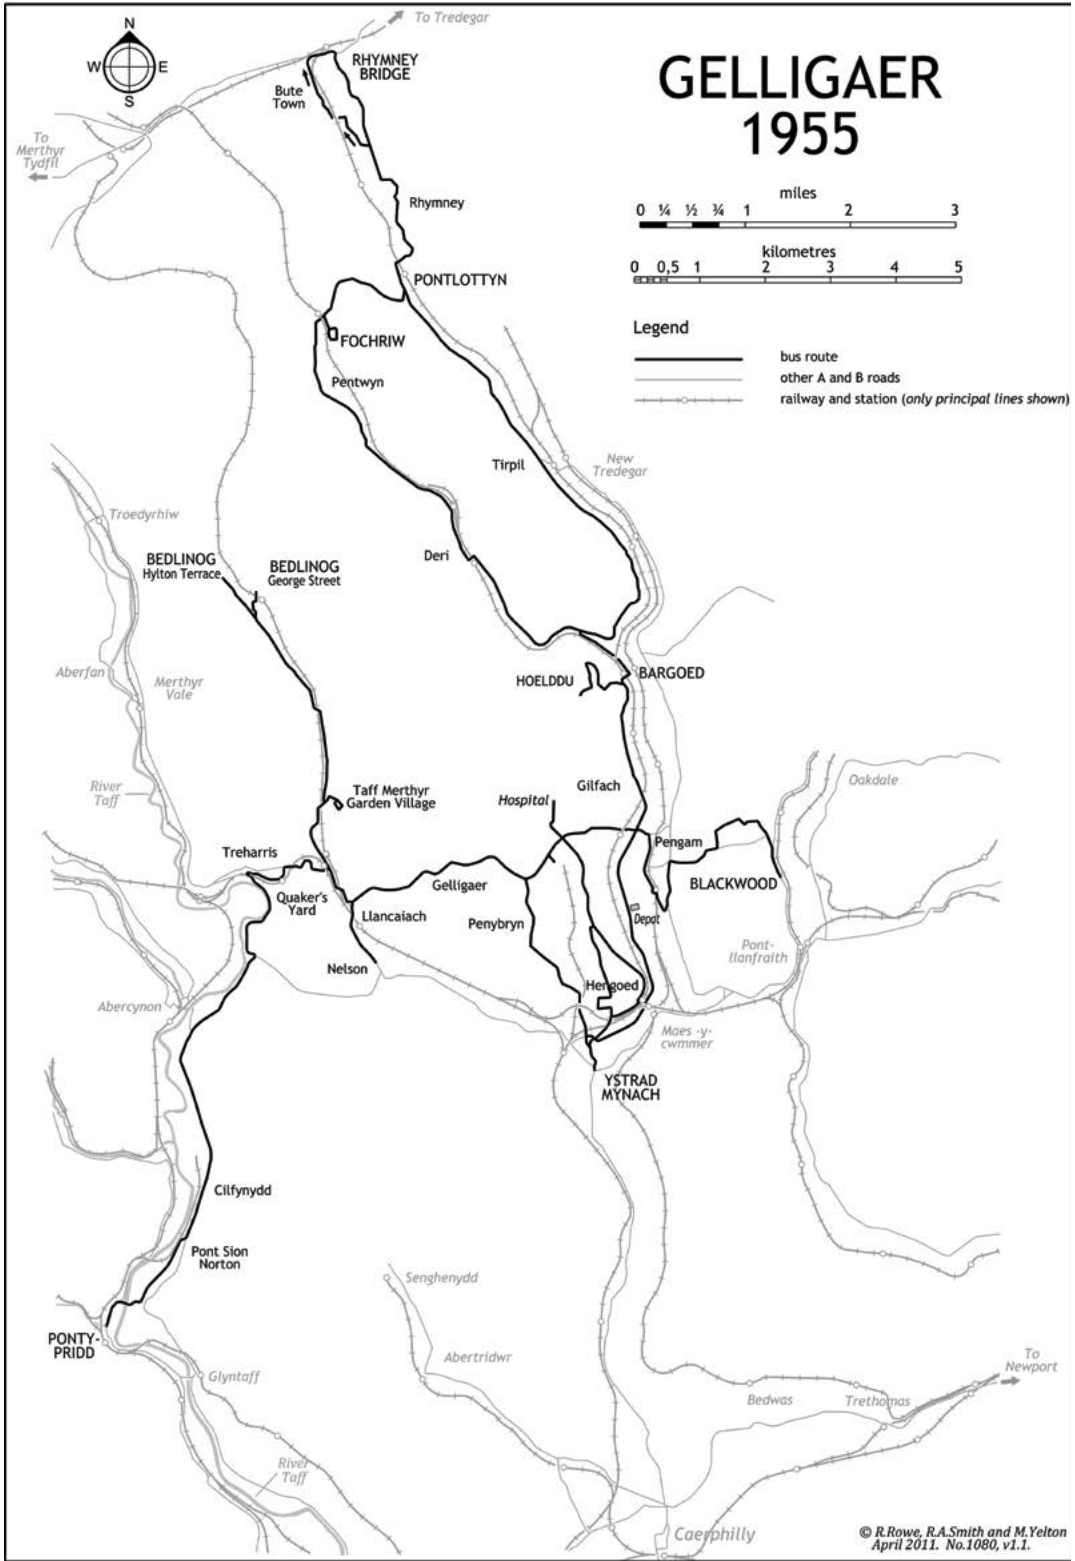 To Tredegar
N
W E
S
RHYMNEY
BRIDGE
Bute
Town
GELLIGAER
1955
To
Merthyr
Tydfil
miles
0 ¼ ½ ¾ 1 2 3
Rhymney
kilometres
0 0,5 1 2 3 4 5
PONTLOTTYN
Legend
FOCHRIW
bus route
other A and B roads
railway and station (only principal lines shown)
Pentwyn
Tirpil
New
Tredegar
Troedyrhiw
Deri
BEDLINOG
Hylton Terrace
BEDLINOG
George Street
Aberfan
Merthyr
Vale
HOELDDU
BARGOED
River
Taff
Taff Merthyr
Garden Village
Hospital
Gilfach
Oakdale
Treharris
Pengam
Quaker's
Yard
Gelligaer
BLACKWOOD
Llancaiach
Penybryn
Depot
Nelson
Pont-
llanfraith
Hengoed
Abercynon
Maes -y-
cwmmer
YSTRAD
MYNACH
Cilfynydd
Pont Sion
Norton
Senghenydd
PONTY-
PRIDD
Glyntaff
Abertridwr
To
Newport
Bedwas
Trethomas
River
Taff
Caerphilly
© R.Rowe, R.A.Smith and M.Yelton
April 2011. No.1080, v1.1.